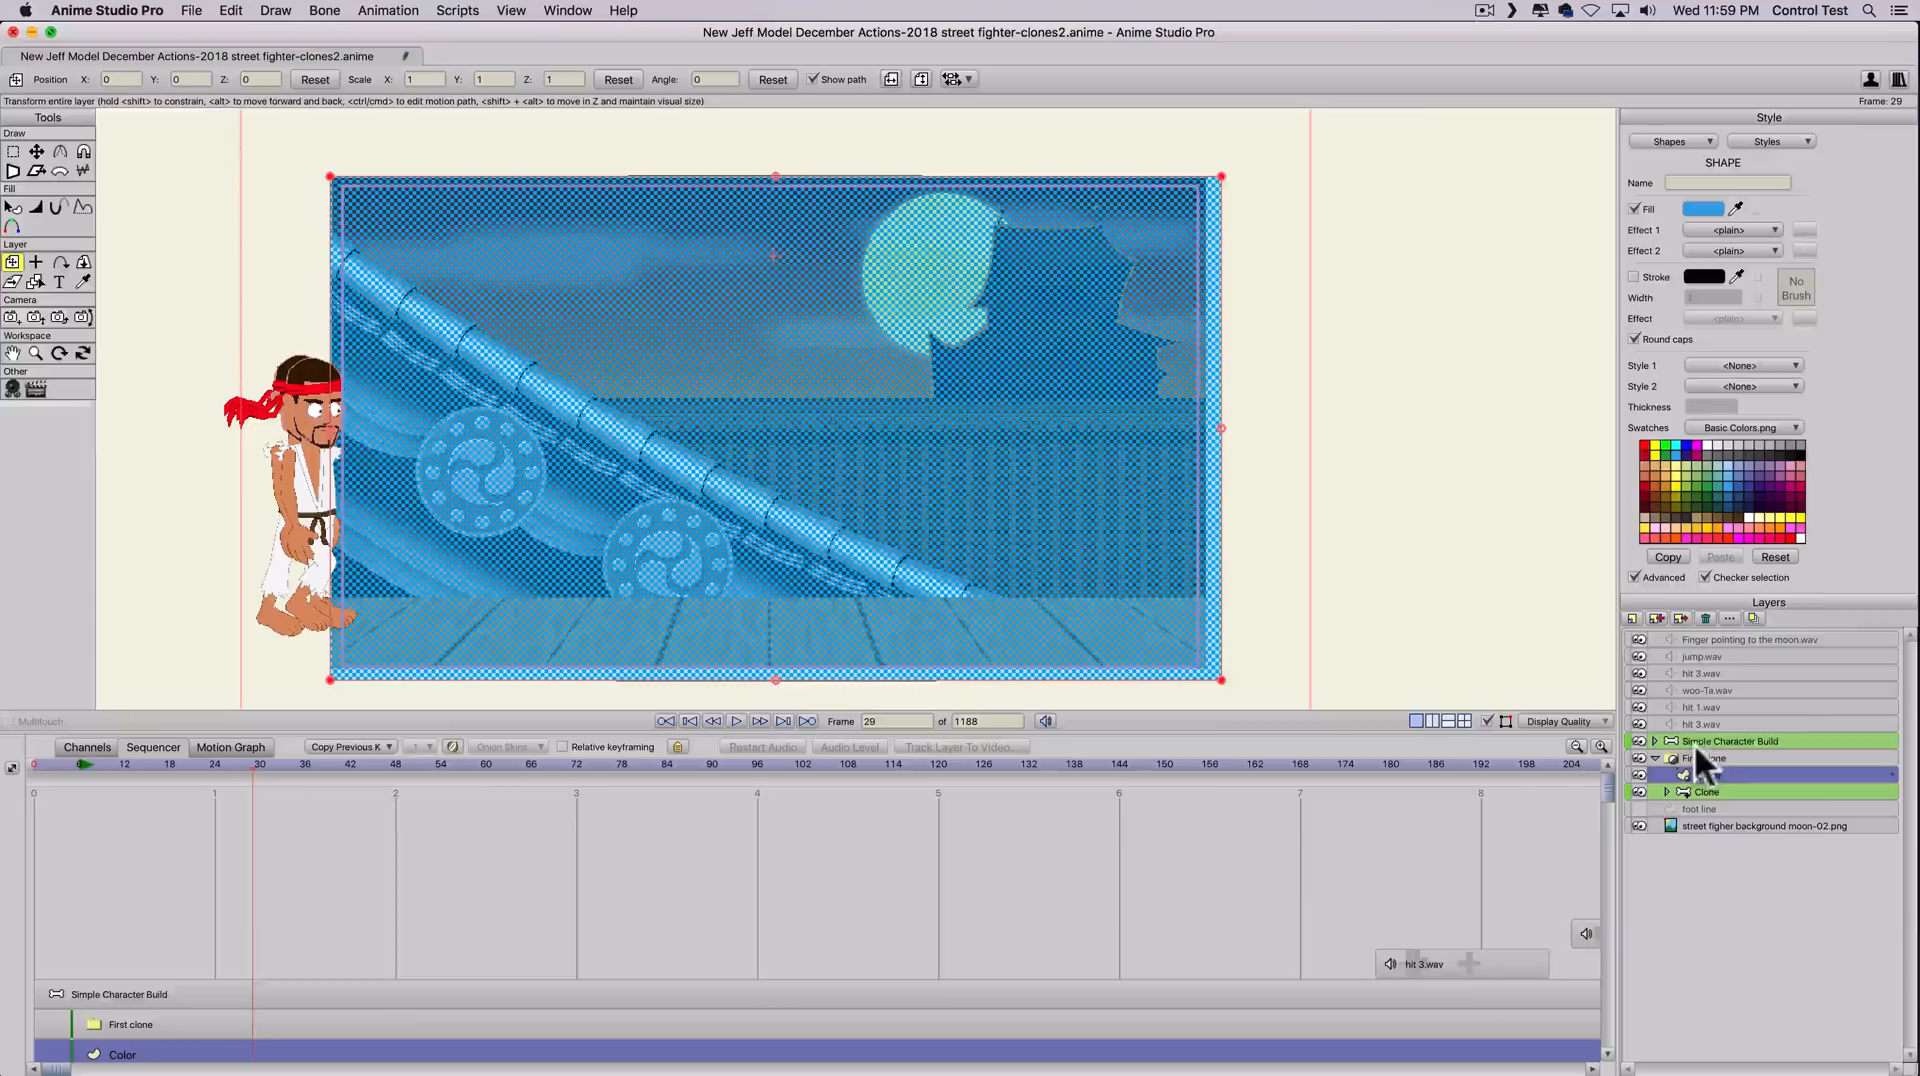 Anime Studio Pro File Edit Draw Bone Animation Scripts View Window Help Wed 11:59 PM Control Test
New Jeff Model December Actions-2018 street fighter-clones2.anime - Anime Studio Pro
New Jeff Model December Actions-2018 street fighter-clones2.anime
Position X: 0 Y: 0 Z: 0 Reset Scale X: 1 Y: 1 Z: 1 Reset Angle: 0 Reset Show path
Transform entire layer (hold <shift> to constrain, <alt> to move forward and back, <ctrl/cmd> to edit motion path, <shift> + <alt> to move in Z and maintain visual size)
Frame: 29
Tools
Draw
Fill
Layer
Camera
Workspace
Other
Style
Shapes Styles
SHAPE
Name
Fill
Effect 1 <plain>
Effect 2 <plain>
Stroke
No Brush
Width 1
Effect <plain>
Round caps
Style 1 <None>
Style 2 <None>
Thickness
Swatches Basic Colors.png
Copy Paste Reset
Advanced Checker selection
Layers
Finger pointing to the moon.wav
jump.wav
hit 3.wav
woo-Ta.wav
hit 1.wav
hit 3.wav
Simple Character Build
Clone
foot line
street figher background moon-02.png
Multitouch
Frame 29 of 1188 Display Quality
Channels Sequencer Motion Graph Copy Previous K 1 Onion Skins Relative keyframing Restart Audio Audio Level Track Layer To Video...
0 6 12 18 24 30 36 42 48 54 60 66 72 78 84 90 96 102 108 114 120 126 132 138 144 150 156 162 168 174 180 186 192 198 204
0 1 2 3 4 5 6 7 8
hit 3.wav
Simple Character Build
First clone
Color